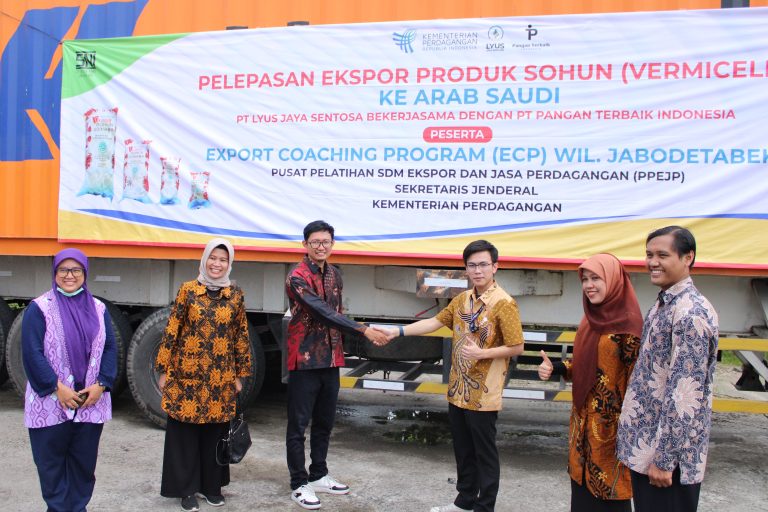 KEMENTERIAN
PERDAGANGAN
REPUBLIK INDONESIA
LYUS
Pangan Terbaik
PELEPASAN EKSPOR PRODUK SOHUN (VERMICELI
KE ARAB SAUDI
PT LYUS JAYA SENTOSA BEKERJASAMA DENGAN PT PANGAN TERBAIK INDONESIA
PESERTA
EXPORT COACHING PROGRAM (ECP) WIL. JABODETABEK
PUSAT PELATIHAN SDM EKSPOR DAN JASA PERDAGANGAN (PPEJP)
SEKRETARIS JENDERAL
KEMENTERIAN PERDAGANGAN